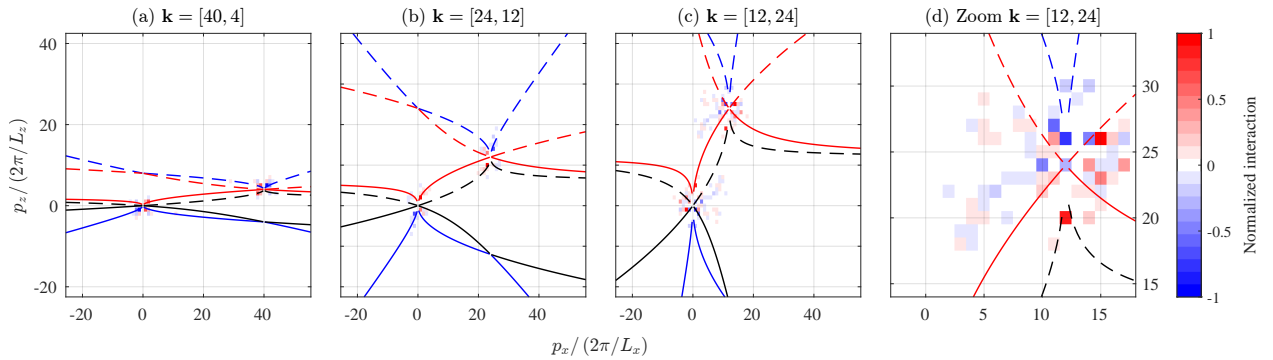 (a) k = [40, 4]
(b) k = [24, 12]
(c) k = [12, 24]
(d) Zoom k = [12, 24]
p_z/ (2π/L_z)
40
20
0
-20
-20 0 20 40
-20 0 20 40
-20 0 20 40
0 5 10 15
30
25
20
15
1
0.5
0
-0.5
-1
Normalized interaction
p_x/ (2π/L_x)